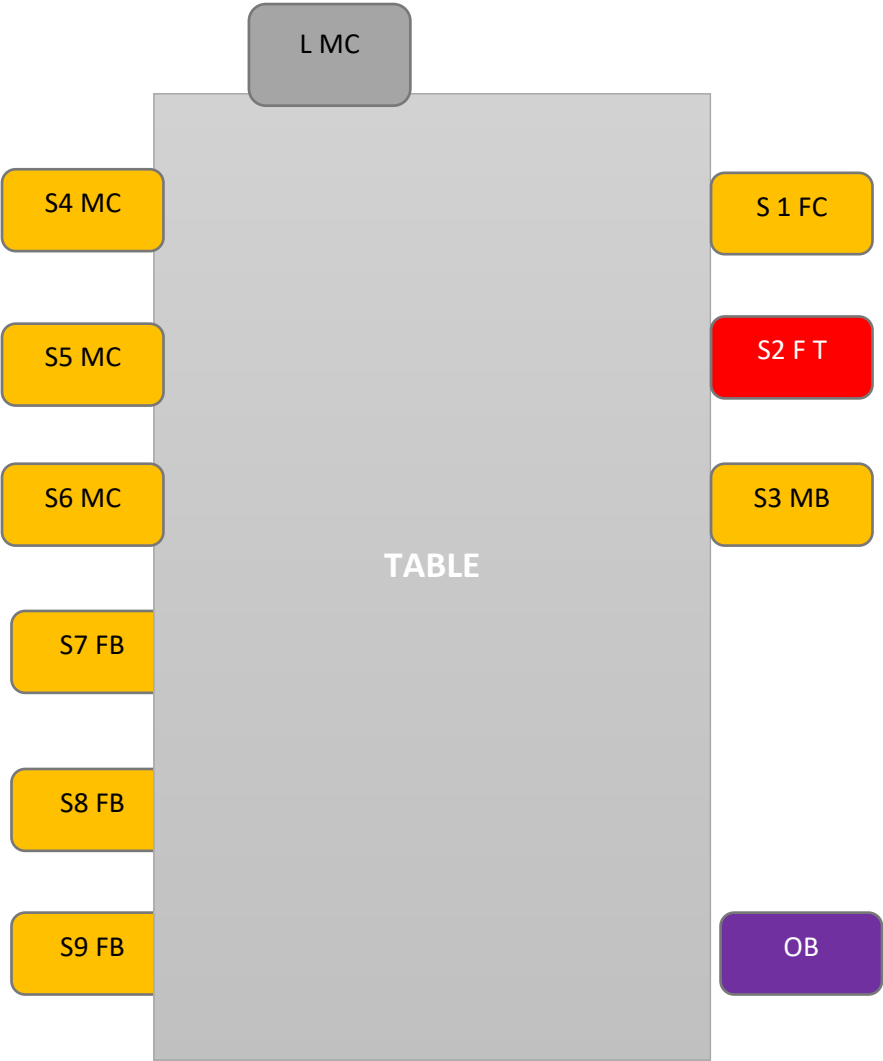 L MC
S4 MC
S 1 FC
S5 MC
S2 F T
S6 MC
S3 MB
TABLE
S7 FB
S8 FB
S9 FB
OB